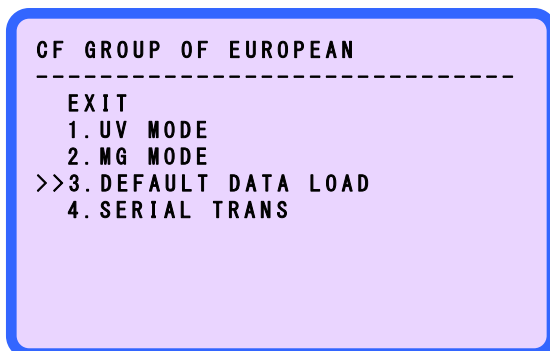 CF GROUP OF EUROPEAN
------------------------------
EXIT
1.UV MODE
2.MG MODE
>>3.DEFAULT DATA LOAD
4.SERIAL TRANS